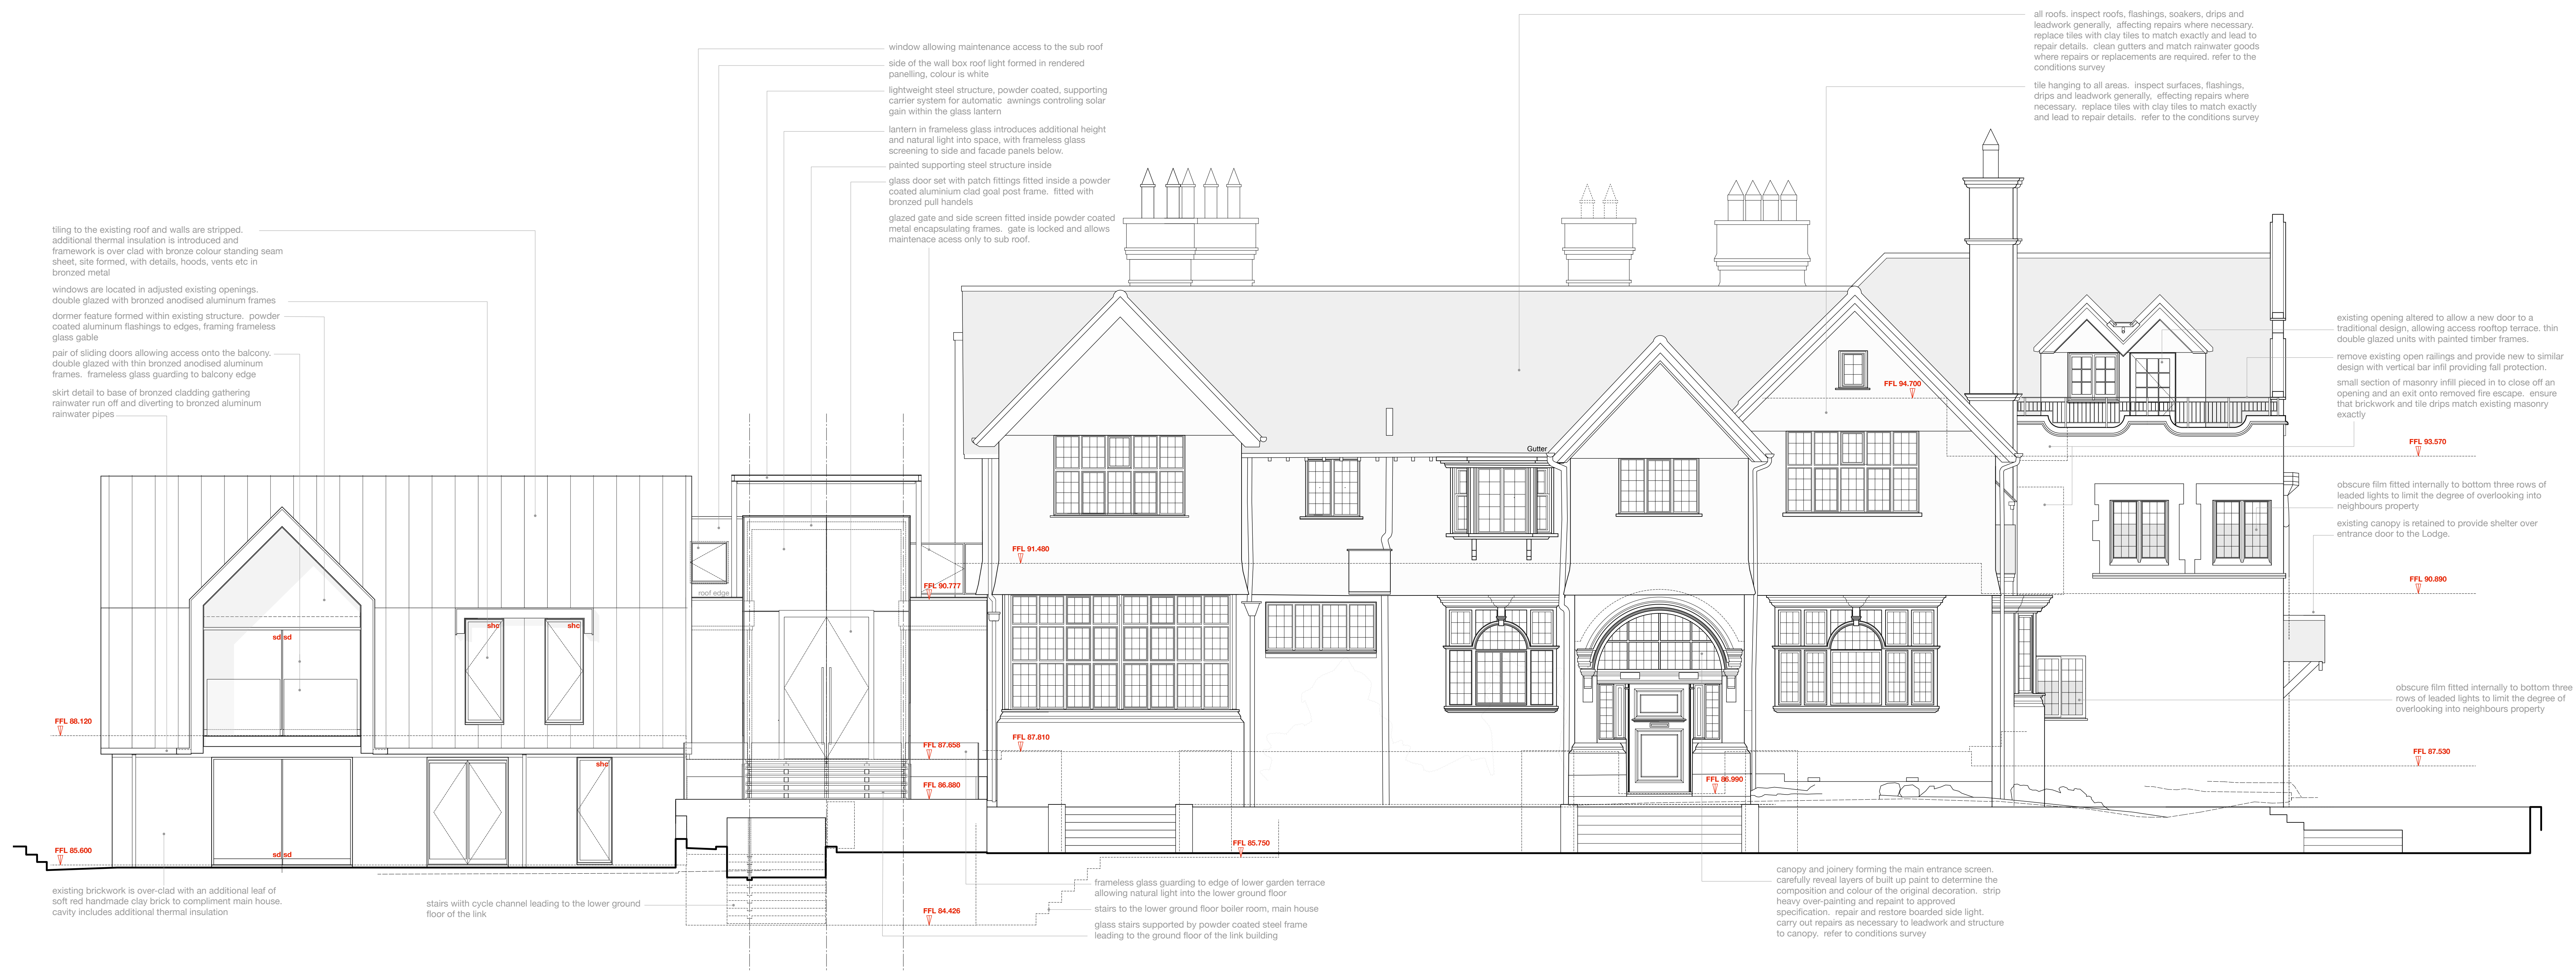 all roofs. inspect roofs, flashings, soakers, drips and
leadwork generally,  affecting repairs where necessary.
replace tiles with clay tiles to match exactly and lead to
repair details.  clean gutters and match rainwater goods
where repairs or replacements are required. refer to the
conditions survey
tile hanging to all areas.  inspect surfaces, flashings,
drips and leadwork generally,  effecting repairs where
necessary.  replace tiles with clay tiles to match exactly
and lead to repair details.  refer to the conditions survey
window allowing maintenance access to the sub roof
side of the wall box roof light formed in rendered
panelling, colour is white
lightweight steel structure, powder coated, supporting
carrier system for automatic  awnings controling solar
gain within the glass lantern
lantern in frameless glass introduces additional height
and natural light into space, with frameless glass
screening to side and facade panels below.
painted supporting steel structure inside
glass door set with patch fittings fitted inside a powder
coated aluminium clad goal post frame.  fitted with
bronzed pull handels
glazed gate and side screen fitted inside powder coated
metal encapsulating frames.  gate is locked and allows
maintenace acess only to sub roof.
tiling to the existing roof and walls are stripped.
additional thermal insulation is introduced and
framework is over clad with bronze colour standing seam
sheet, site formed, with details, hoods, vents etc in
bronzed metal
windows are located in adjusted existing openings.
double glazed with bronzed anodised aluminum frames
dormer feature formed within existing structure.  powder
coated aluminum flashings to edges, framing frameless
glass gable
pair of sliding doors allowing access onto the balcony.
double glazed with thin bronzed anodised aluminum
frames.  frameless glass guarding to balcony edge
skirt detail to base of bronzed cladding gathering
rainwater run off and diverting to bronzed aluminum
rainwater pipes
existing opening altered to allow a new door to a
traditional design, allowing access rooftop terrace. thin
double glazed units with painted timber frames.
remove existing open railings and provide new to similar
design with vertical bar infil providing fall protection.
small section of masonry infill pieced in to close off an
opening and an exit onto removed fire escape.  ensure
that brickwork and tile drips match existing masonry
exactly
FFL 94.700
FFL 93.570
Gutter
obscure film fitted internally to bottom three rows of
leaded lights to limit the degree of overlooking into
neighbours property
existing canopy is retained to provide shelter over
entrance door to the Lodge.
FFL 91.480
FFL 90.777
FFL 90.890
roof edge
shc
shc
sd sd
obscure film fitted internally to bottom three
rows of leaded lights to limit the degree of
overlooking into neighbours property
FFL 88.120
FFL 87.658
FFL 87.810
FFL 87.530
shc
FFL 86.880
FFL 86.990
FFL 85.600
sd sd
FFL 85.750
existing brickwork is over-clad with an additional leaf of
soft red handmade clay brick to compliment main house.
cavity includes additional thermal insulation
stairs wiith cycle channel leading to the lower ground
floor of the link
FFL 84.426
frameless glass guarding to edge of lower garden terrace
allowing natural light into the lower ground floor
stairs to the lower ground floor boiler room, main house
glass stairs supported by powder coated steel frame
leading to the ground floor of the link building
canopy and joinery forming the main entrance screen.
carefully reveal layers of built up paint to determine the
composition and colour of the original decoration.  strip
heavy over-painting and repaint to approved
specification.  repair and restore boarded side light.
carry out repairs as necessary to leadwork and structure
to canopy.  refer to conditions survey